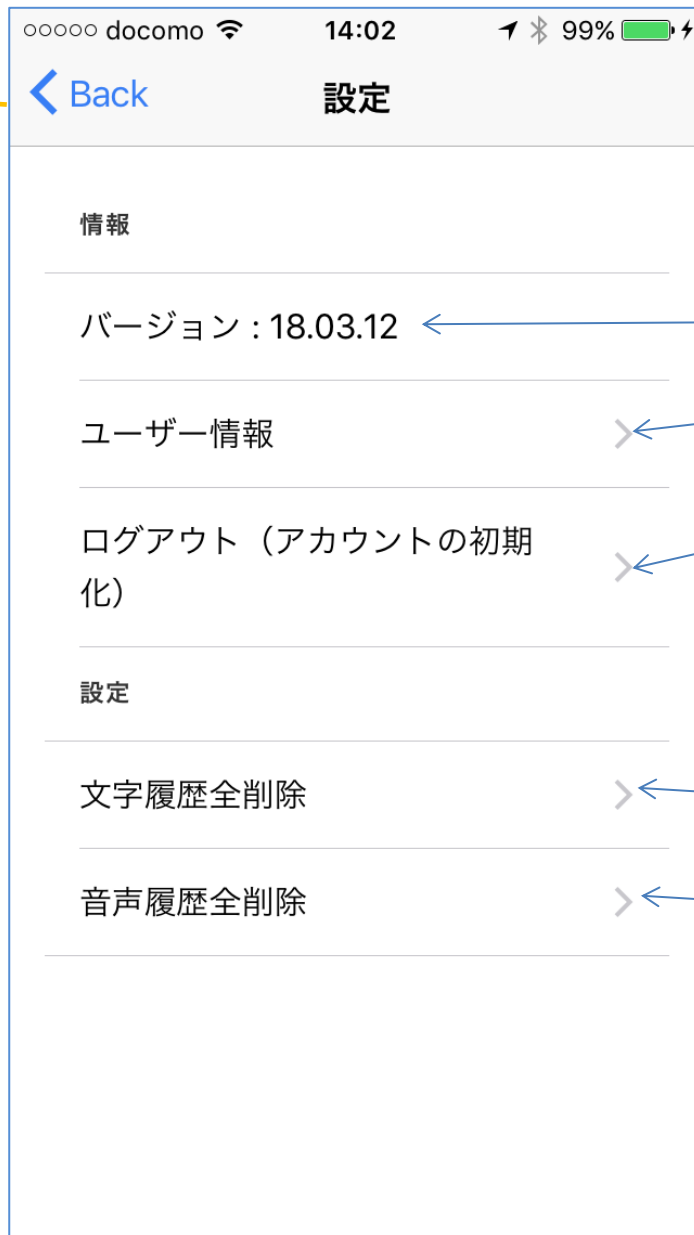 ooooo docomo 14:02 99%
Back 設定
情報
バージョン : 18.03.12
ユーザー情報
ログアウト（アカウントの初期
化）
設定
文字履歴全削除
音声履歴全削除